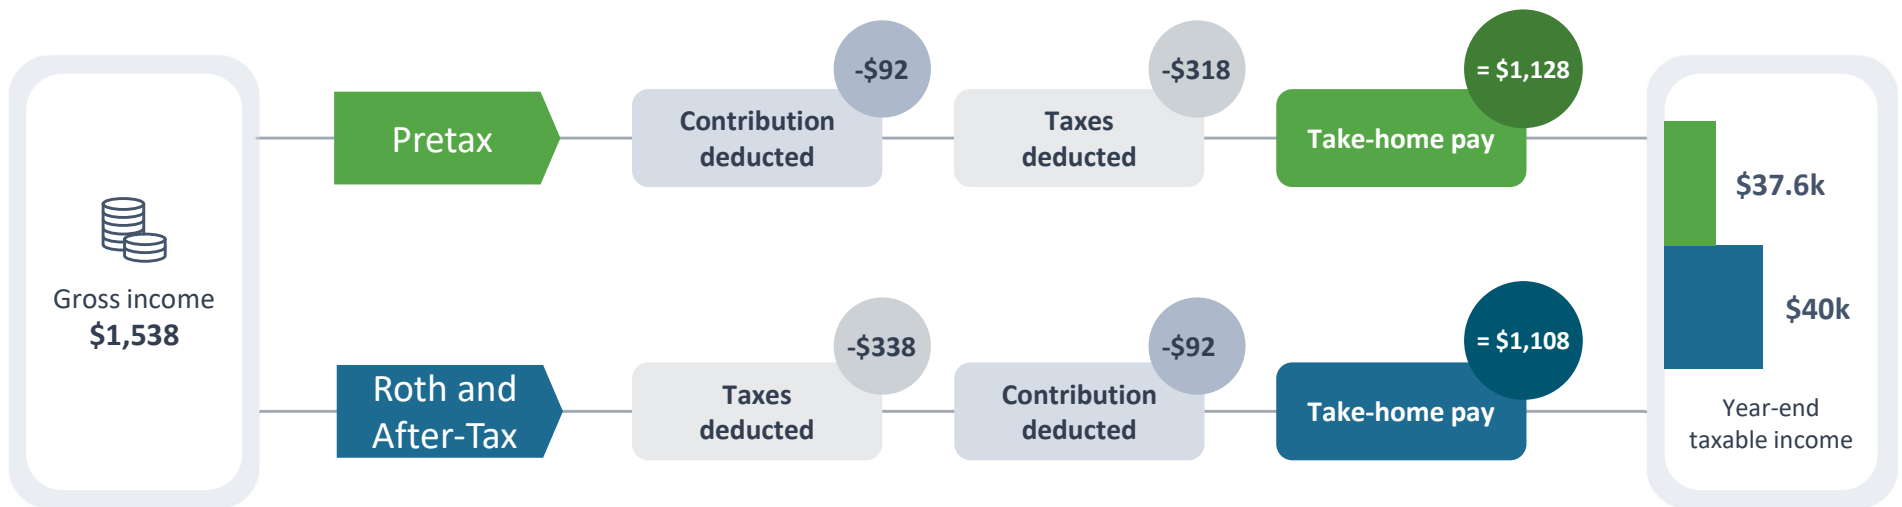 Gross income
$1,538
Pretax
Contribution
deducted
-$92
Taxes
deducted
-$318
Take-home pay
= $1,128
Roth and
After-Tax
Taxes
deducted
-$338
Contribution
deducted
-$92
Take-home pay
= $1,108
$37.6k
$40k
Year-end
taxable income